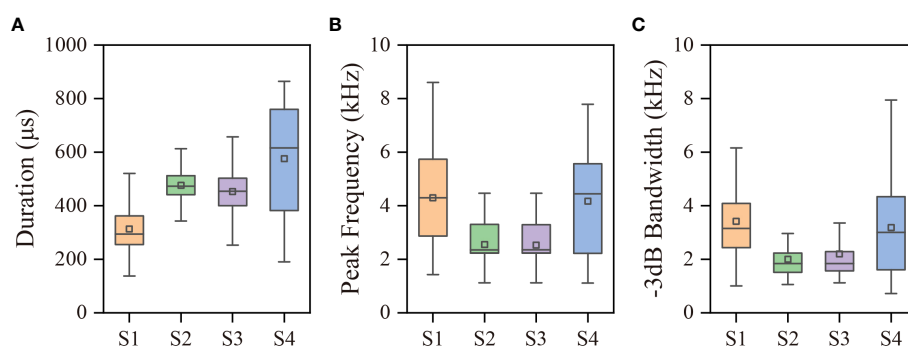 A
Duration (μs)
1000
800
600
400
200
0
S1 S2 S3 S4
B
Peak Frequency (kHz)
10
8
6
4
2
0
S1 S2 S3 S4
C
-3dB Bandwidth (kHz)
10
8
6
4
2
0
S1 S2 S3 S4